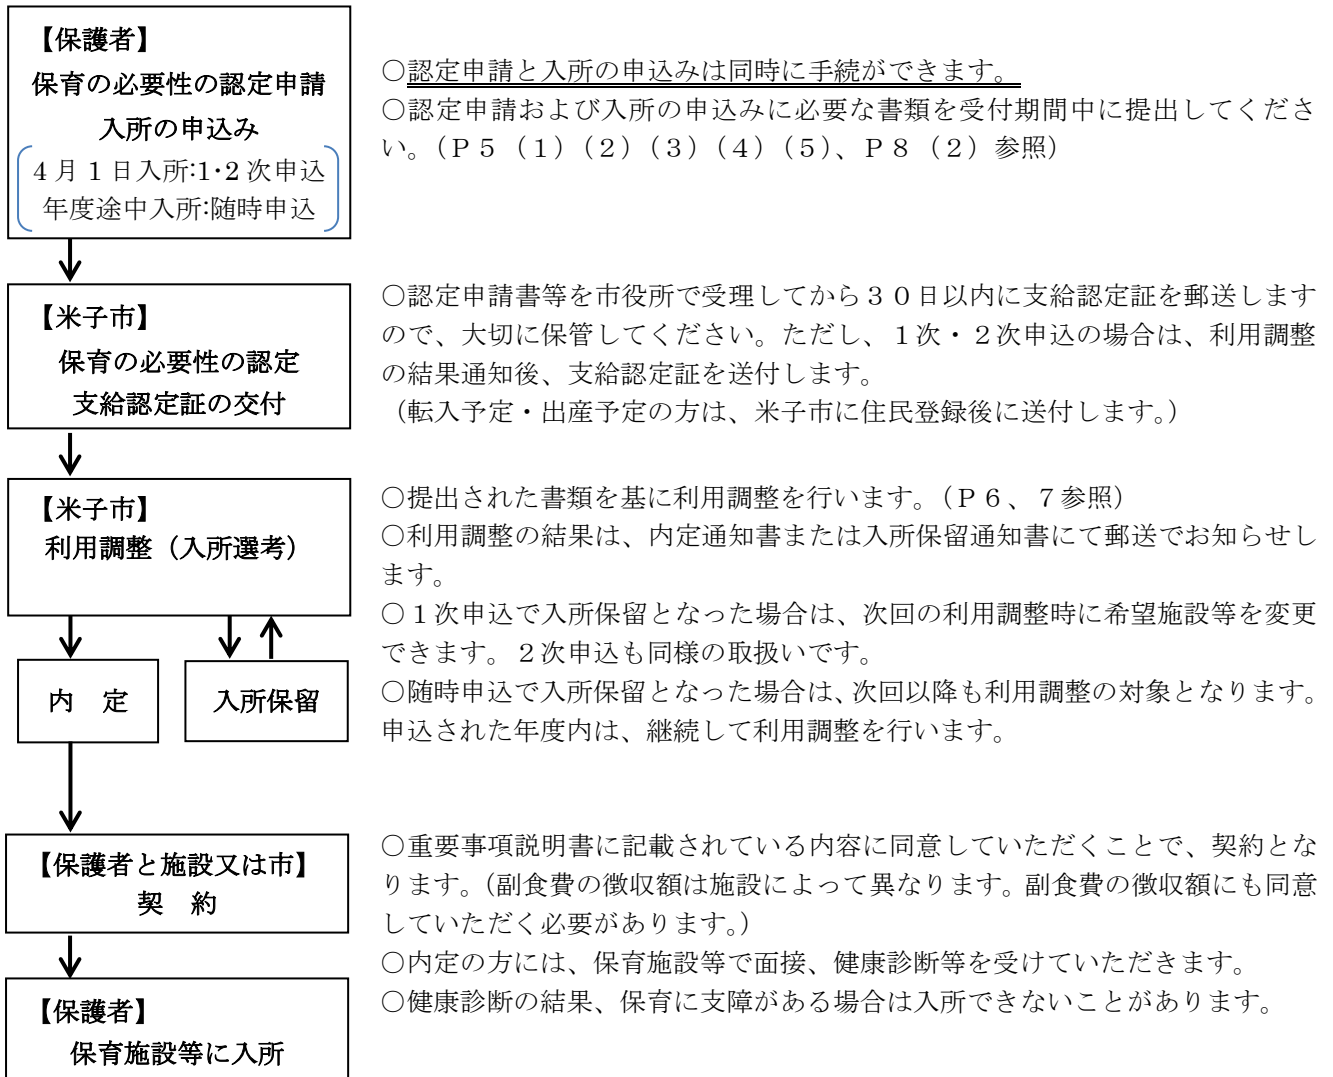 【保護者】
保育の必要性の認定申請
入所の申込み
4月1日入所:1・2次申込
年度途中入所:随時申込
○認定申請と入所の申込みは同時に手続ができます。
○認定申請および入所の申込みに必要な書類を受付期間中に提出してくださ
い。（P5（1）（2）（3）（4）（5）、P8（2）参照）
【米子市】
保育の必要性の認定
支給認定証の交付
○認定申請書等を市役所で受理してから３０日以内に支給認定証を郵送します
ので、大切に保管してください。ただし、１次・２次申込の場合は、利用調整
の結果通知後、支給認定証を送付します。
（転入予定・出産予定の方は、米子市に住民登録後に送付します。）
【米子市】
利用調整（入所選考）
○提出された書類を基に利用調整を行います。（P６、７参照）
○利用調整の結果は、内定通知書または入所保留通知書にて郵送でお知らせし
ます。
○１次申込で入所保留となった場合は、次回の利用調整時に希望施設等を変更
できます。２次申込も同様の取扱いです。
○随時申込で入所保留となった場合は、次回以降も利用調整の対象となります。
申込された年度内は、継続して利用調整を行います。
内　定
入所保留
【保護者と施設又は市】
契　約
○重要事項説明書に記載されている内容に同意していただくことで、契約とな
ります。（副食費の徴収額は施設によって異なります。副食費の徴収額にも同意
していただく必要があります。）
○内定の方には、保育施設等で面接、健康診断等を受けていただきます。
○健康診断の結果、保育に支障がある場合は入所できないことがあります。
【保護者】
保育施設等に入所